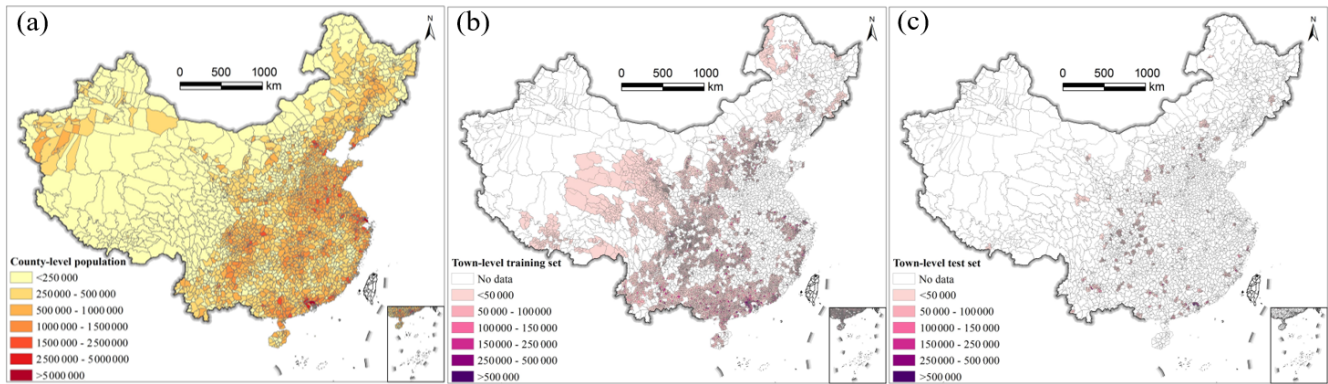 (a)
N
0 500 1000
km
County-level population
<250 000
250 000 - 500 000
500 000 - 1000 000
1000 000 - 1500 000
1500 000 - 2500 000
2500 000 - 5000 000
>5 000 000
(b)
N
0 500 1000
km
Town-level training set
No data
<50 000
50 000 - 100 000
100 000 - 150 000
150 000 - 250 000
250 000 - 500 000
>500 000
(c)
N
0 500 1000
km
Town-level test set
No data
<50 000
50 000 - 100 000
100 000 - 150 000
150 000 - 250 000
250 000 - 500 000
>500 000